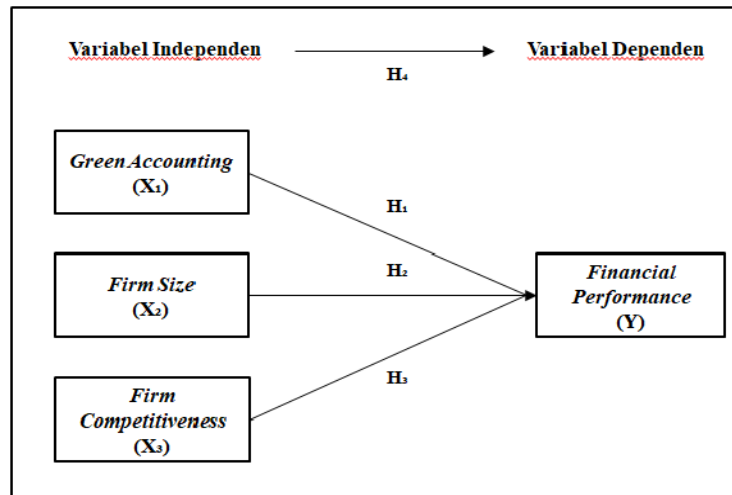 Variabel Independen
Variabel Dependen
H₄
Green Accounting
(X₁)
H₁
Firm Size
(X₂)
H₂
Financial
Performance
(Y)
H₃
Firm
Competitiveness
(X₃)